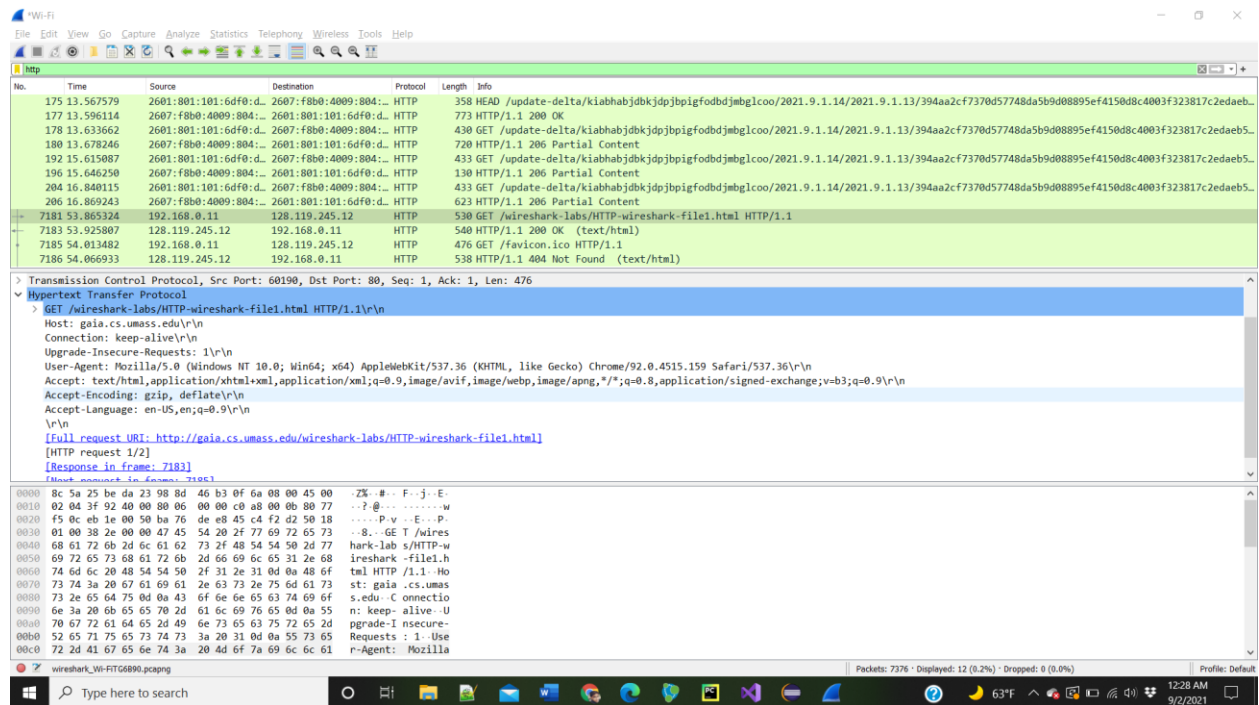 *Wi-Fi
File Edit View Go Capture Analyze Statistics Telephony Wireless Tools Help
http
No. Time Source Destination Protocol Length Info
175 13.567579 2601:801:101:6df0:d… 2607:f8b0:4009:804:… HTTP 358 HEAD /update-delta/kiabhabjdbkjdpjbpigfodbdjmbglcoo/2021.9.1.14/2021.9.1.13/394aa2cf7370d57748da5b9d08895ef4150d8c4003f323817c2edaeb…
177 13.596114 2607:f8b0:4009:804:… 2601:801:101:6df0:d… HTTP 773 HTTP/1.1 200 OK
178 13.633662 2601:801:101:6df0:d… 2607:f8b0:4009:804:… HTTP 430 GET /update-delta/kiabhabjdbkjdpjbpigfodbdjmbglcoo/2021.9.1.14/2021.9.1.13/394aa2cf7370d57748da5b9d08895ef4150d8c4003f323817c2edaeb5…
180 13.678246 2607:f8b0:4009:804:… 2601:801:101:6df0:d… HTTP 720 HTTP/1.1 206 Partial Content
192 15.615087 2601:801:101:6df0:d… 2607:f8b0:4009:804:… HTTP 433 GET /update-delta/kiabhabjdbkjdpjbpigfodbdjmbglcoo/2021.9.1.14/2021.9.1.13/394aa2cf7370d57748da5b9d08895ef4150d8c4003f323817c2edaeb5…
196 15.646250 2607:f8b0:4009:804:… 2601:801:101:6df0:d… HTTP 130 HTTP/1.1 206 Partial Content
204 16.840115 2601:801:101:6df0:d… 2607:f8b0:4009:804:… HTTP 433 GET /update-delta/kiabhabjdbkjdpjbpigfodbdjmbglcoo/2021.9.1.14/2021.9.1.13/394aa2cf7370d57748da5b9d08895ef4150d8c4003f323817c2edaeb5…
206 16.869243 2607:f8b0:4009:804:… 2601:801:101:6df0:d… HTTP 623 HTTP/1.1 206 Partial Content
7181 53.865324 192.168.0.11 128.119.245.12 HTTP 530 GET /wireshark-labs/HTTP-wireshark-file1.html HTTP/1.1
7183 53.925807 128.119.245.12 192.168.0.11 HTTP 540 HTTP/1.1 200 OK (text/html)
7185 54.013482 192.168.0.11 128.119.245.12 HTTP 476 GET /favicon.ico HTTP/1.1
7186 54.066933 128.119.245.12 192.168.0.11 HTTP 538 HTTP/1.1 404 Not Found (text/html)
Transmission Control Protocol, Src Port: 60190, Dst Port: 80, Seq: 1, Ack: 1, Len: 476
Hypertext Transfer Protocol
GET /wireshark-labs/HTTP-wireshark-file1.html HTTP/1.1\r\n
Host: gaia.cs.umass.edu\r\n
Connection: keep-alive\r\n
Upgrade-Insecure-Requests: 1\r\n
User-Agent: Mozilla/5.0 (Windows NT 10.0; Win64; x64) AppleWebKit/537.36 (KHTML, like Gecko) Chrome/92.0.4515.159 Safari/537.36\r\n
Accept: text/html,application/xhtml+xml,application/xml;q=0.9,image/avif,image/webp,image/apng,*/*;q=0.8,application/signed-exchange;v=b3;q=0.9\r\n
Accept-Encoding: gzip, deflate\r\n
Accept-Language: en-US,en;q=0.9\r\n
\r\n
[Full request URI: http://gaia.cs.umass.edu/wireshark-labs/HTTP-wireshark-file1.html]
[HTTP request 1/2]
[Response in frame: 7183]
[Next request in frame: 7185]
0000 8c 5a 25 be da 23 98 8d 46 b3 0f 6a 08 00 45 00 ·Z%··#·· F··j··E·
0010 02 04 3f 92 40 00 80 06 00 00 c0 a8 00 0b 80 77 ··?·@··· ·······w
0020 f5 0c eb 1e 00 50 ba 76 de e8 45 c4 f2 d2 50 18 ·····P·v ··E···P·
0030 01 00 38 2e 00 00 47 45 54 20 2f 77 69 72 65 73 ··8.··GE T /wires
0040 68 61 72 6b 2d 6c 61 62 73 2f 48 54 54 50 2d 77 hark-lab s/HTTP-w
0050 69 72 65 73 68 61 72 6b 2d 66 69 6c 65 31 2e 68 ireshark -file1.h
0060 74 6d 6c 20 48 54 54 50 2f 31 2e 31 0d 0a 48 6f tml HTTP /1.1··Ho
0070 73 74 3a 20 67 61 69 61 2e 63 73 2e 75 6d 61 73 st: gaia .cs.umas
0080 73 2e 65 64 75 0d 0a 43 6f 6e 6e 65 63 74 69 6f s.edu··C onnectio
0090 6e 3a 20 6b 65 65 70 2d 61 6c 69 76 65 0d 0a 55 n: keep- alive··U
00a0 70 67 72 61 64 65 2d 49 6e 73 65 63 75 72 65 2d pgrade-I nsecure-
00b0 52 65 71 75 65 73 74 73 3a 20 31 0d 0a 55 73 65 Requests : 1··Use
00c0 72 2d 41 67 65 6e 74 3a 20 4d 6f 7a 69 6c 6c 61 r-Agent: Mozilla
wireshark_Wi-FiTG6890.pcapng Packets: 7376 · Displayed: 12 (0.2%) · Dropped: 0 (0.0%) Profile: Default
Type here to search 63°F 12:28 AM
9/2/2021